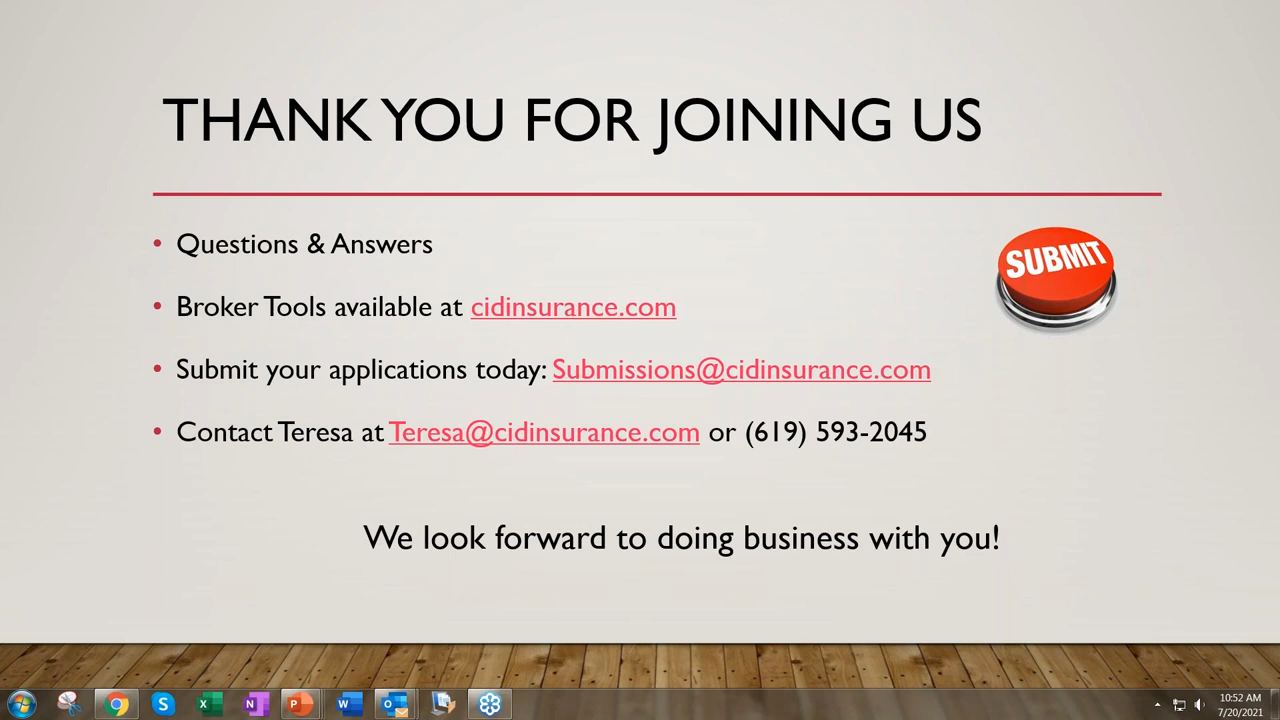 THANK YOU FOR JOINING US
• Questions & Answers
SUBMIT
• Broker Tools available at cidinsurance.com
• Submit your applications today: Submissions@cidinsurance.com
• Contact Teresa at Teresa@cidinsurance.com or (619) 593-2045
We look forward to doing business with you!
10:52 AM
7/20/2021